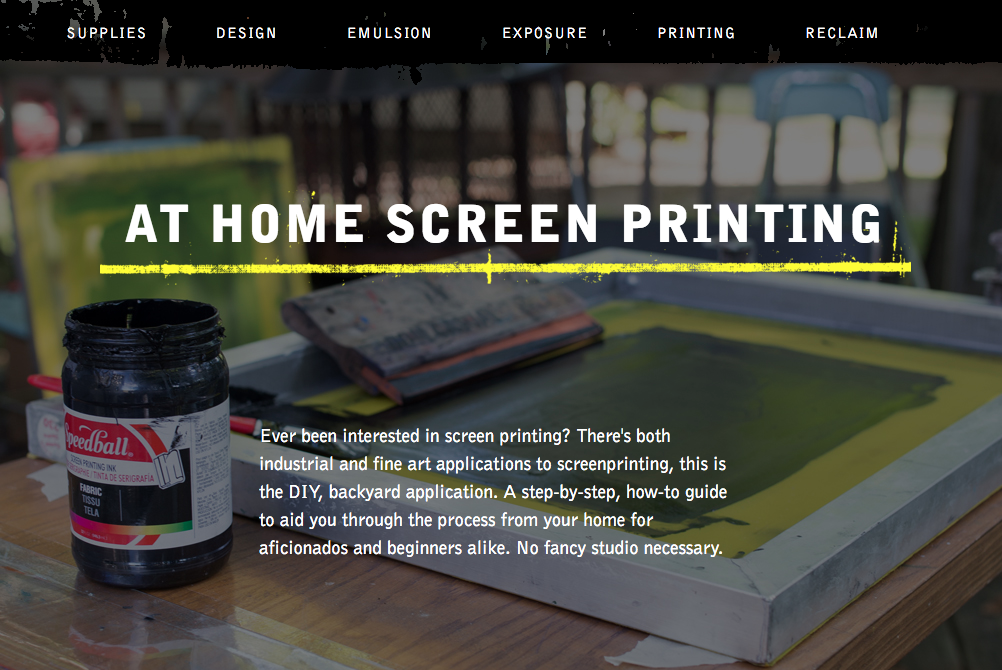 SUPPLIES DESIGN EMULSION EXPOSURE PRINTING RECLAIM
AT HOME SCREEN PRINTING
Ever been interested in screen printing? There's both
industrial and fine art applications to screenprinting, this is
the DIY, backyard application. A step-by-step, how-to guide
to aid you through the process from your home for
aficionados and beginners alike. No fancy studio necessary.
Speedball
SCREEN PRINTING INK
FABRIC
TISSU
TELA